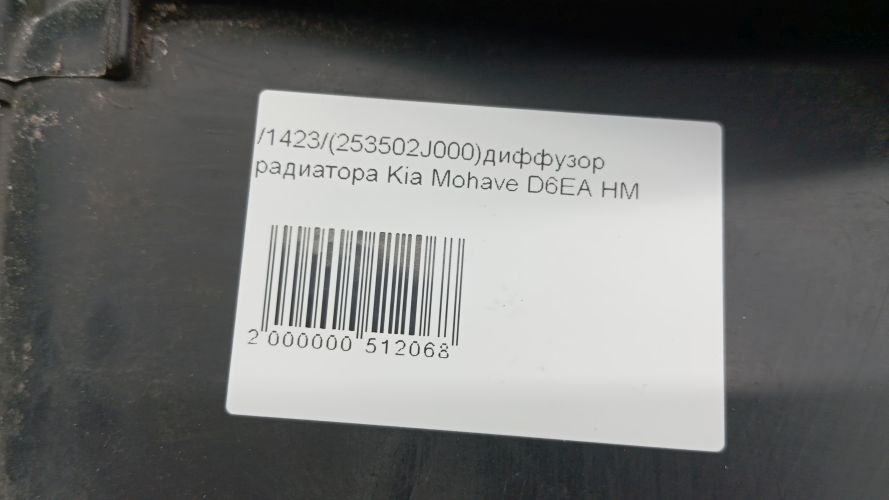 /1423/(253502J000)диффузор
радиатора Kia Mohave D6EA HM
2 000000 512068